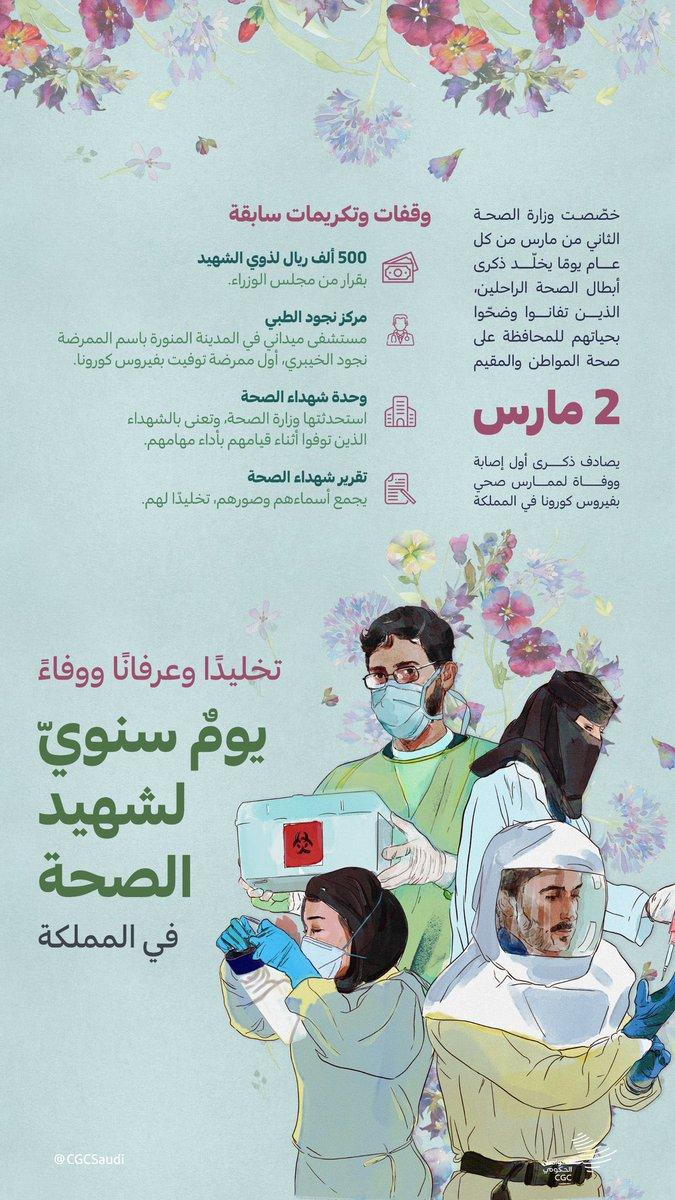 خصّصت وزارة الصحة
الثاني من مارس من كل
عام يومًا يخلّد ذكرى
أبطال الصحة الراحلين،
الذين تفانوا وضحّوا
بحياتهم للمحافظة على
صحة المواطن والمقيم
2 مارس
يصادف ذكرى أول إصابة
ووفاة لممارس صحي
بفيروس كورونا في المملكة
وقفات وتكريمات سابقة
500 ألف ريال لذوي الشهيد
بقرار من مجلس الوزراء.
مركز نجود الطبي
مستشفى ميداني في المدينة المنورة باسم الممرضة
نجود الخيبري، أول ممرضة توفيت بفيروس كورونا.
وحدة شهداء الصحة
استحدثتها وزارة الصحة، وتعنى بالشهداء
الذين توفوا أثناء قيامهم بأداء مهامهم.
تقرير شهداء الصحة
يجمع أسماءهم وصورهم، تخليدًا لهم.
تخليدًا وعرفانًا ووفاءً
يومٌ سنويّ
لشهيد
الصحة
في المملكة
@CGCSaudi
التواصل
الحكومي
CGC